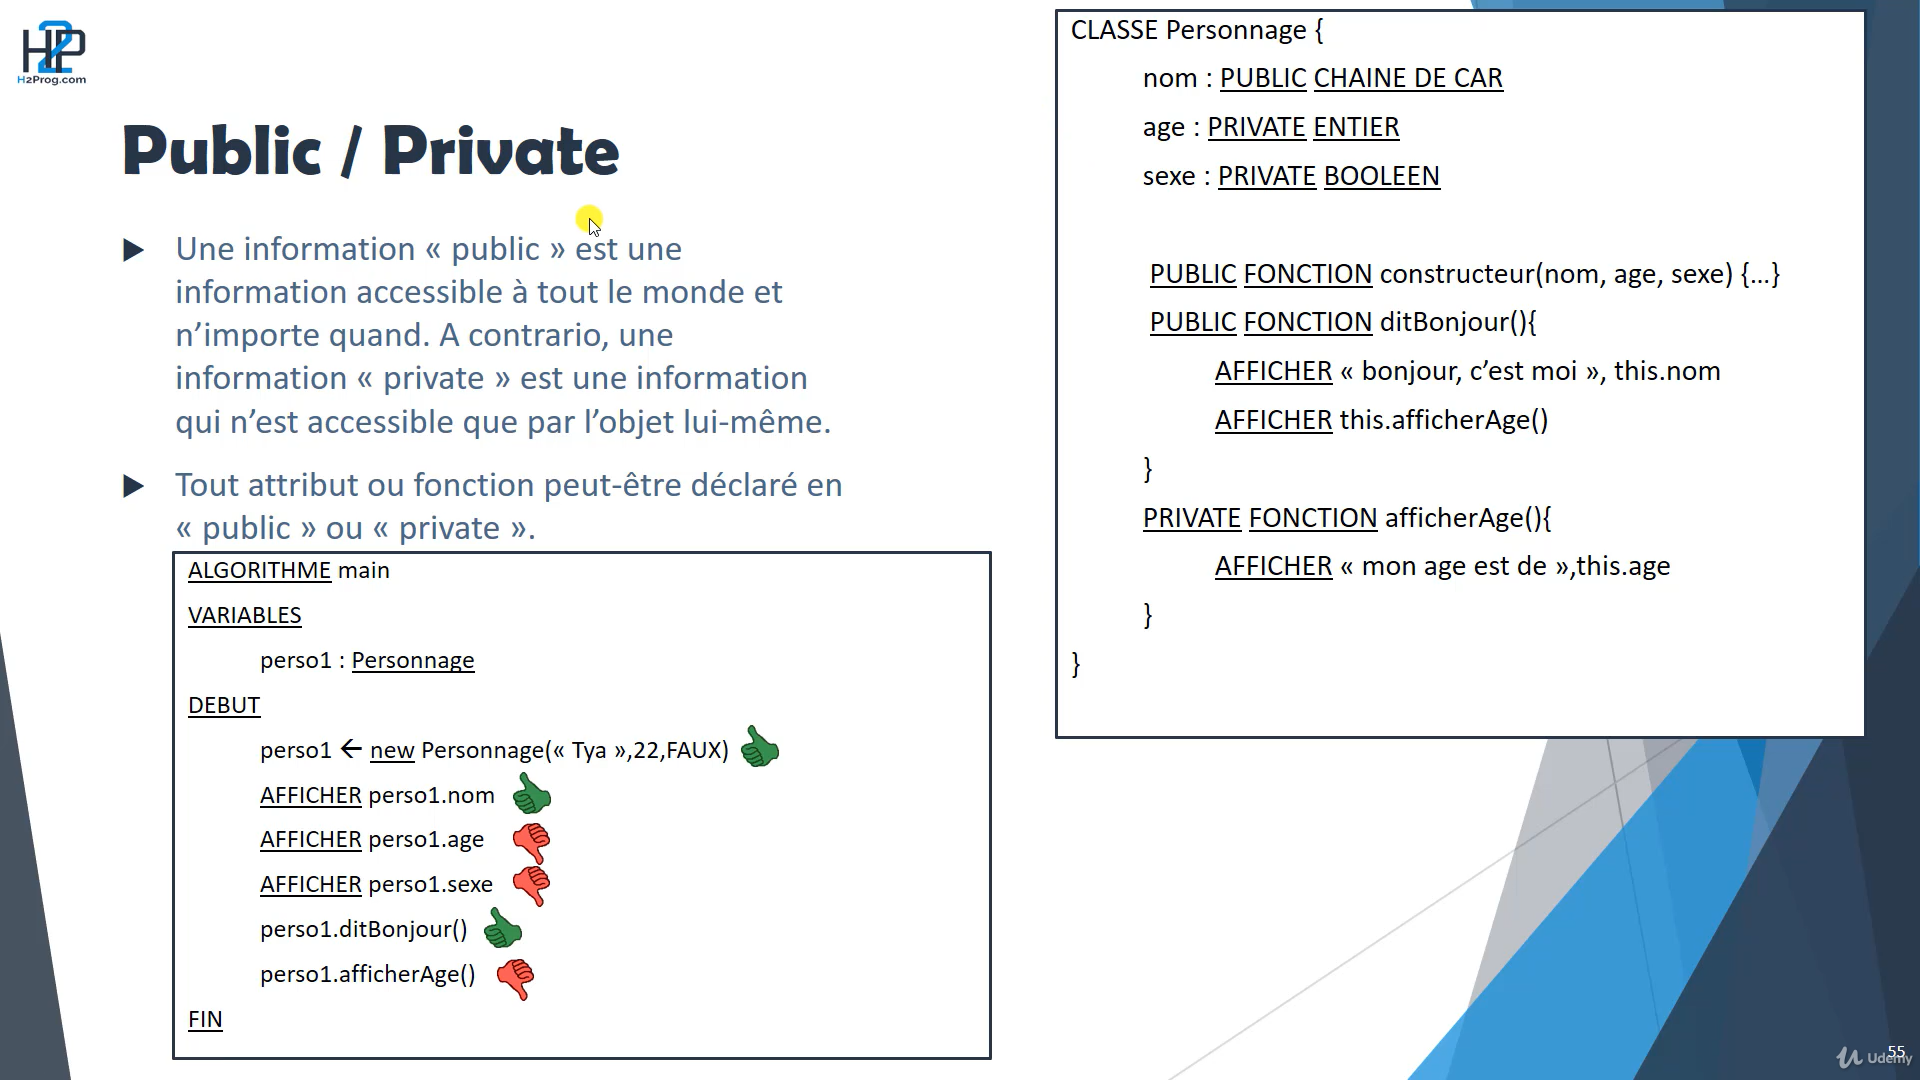 H2P
H2Prog.com
Public / Private
Une information « public » est une
information accessible à tout le monde et
n’importe quand. A contrario, une
information « private » est une information
qui n’est accessible que par l’objet lui-même.
Tout attribut ou fonction peut-être déclaré en
« public » ou « private ».
ALGORITHME main
VARIABLES
perso1 : Personnage
DEBUT
perso1 🡨 new Personnage(« Tya »,22,FAUX)
AFFICHER perso1.nom
AFFICHER perso1.age
AFFICHER perso1.sexe
perso1.ditBonjour()
perso1.afficherAge()
FIN
CLASSE Personnage {
nom : PUBLIC CHAINE DE CAR
age : PRIVATE ENTIER
sexe : PRIVATE BOOLEEN
PUBLIC FONCTION constructeur(nom, age, sexe) {…}
PUBLIC FONCTION ditBonjour(){
AFFICHER « bonjour, c’est moi », this.nom
AFFICHER this.afficherAge()
}
PRIVATE FONCTION afficherAge(){
AFFICHER « mon age est de »,this.age
}
}
55
Udemy